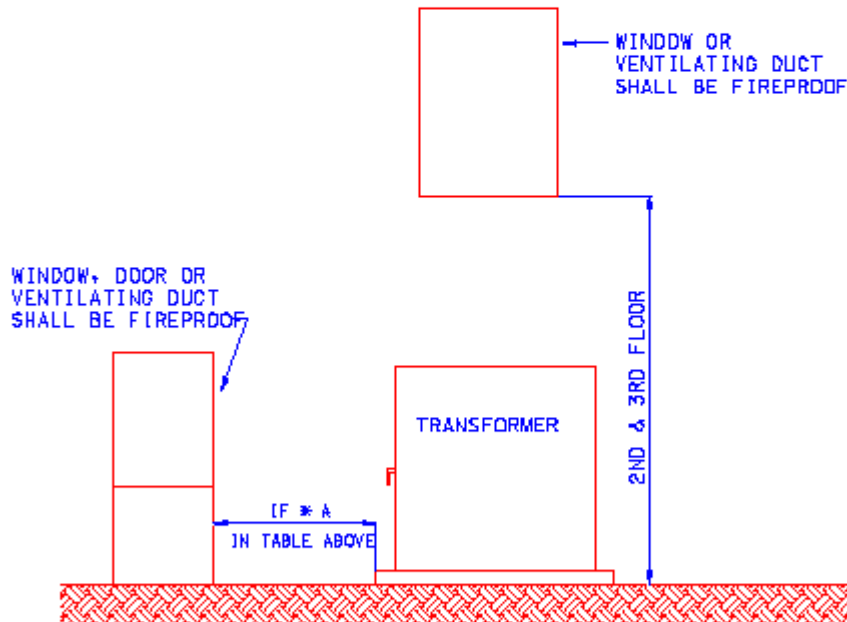 WINDOW OR
VENTILATING DUCT
SHALL BE FIREPROOF
WINDOW, DOOR OR
VENTILATING DUCT
SHALL BE FIREPROOF
2ND & 3RD FLOOR
TRANSFORMER
IF * A
IN TABLE ABOVE